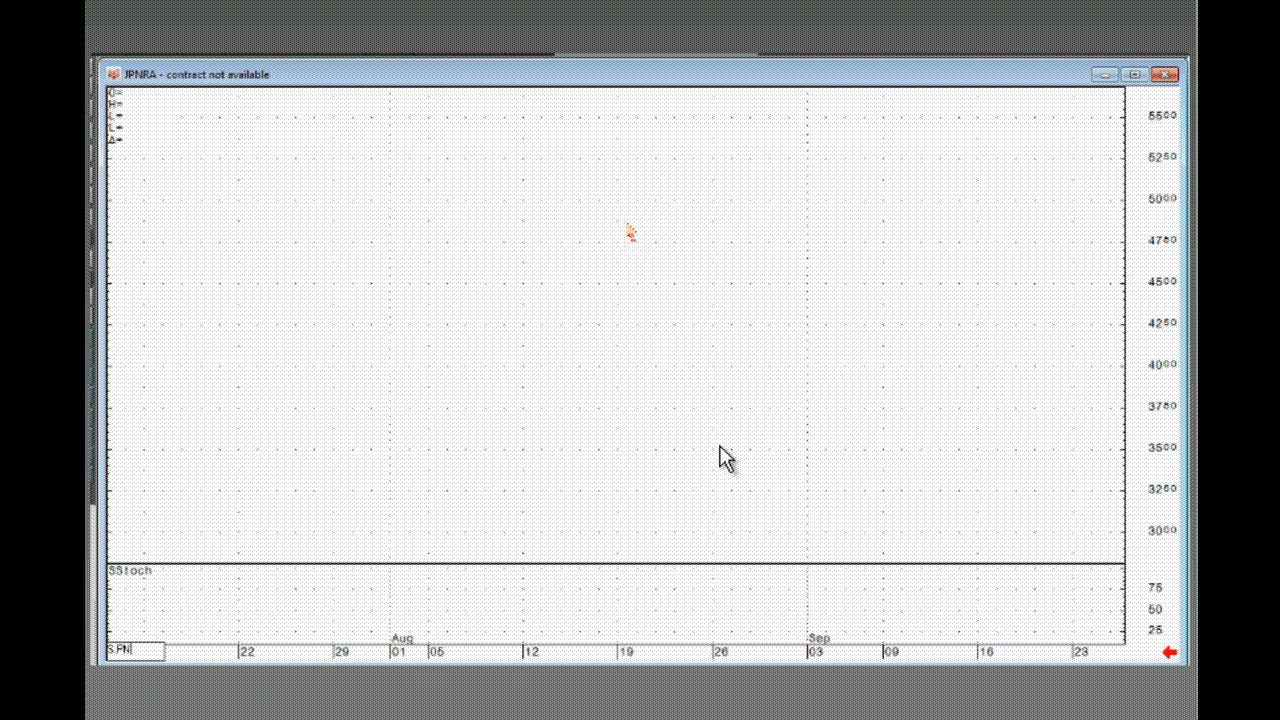 JPNRA - contract not available
O=
H=
L=
L=
Δ=
5500
5250
5000
4750
4500
4250
4000
3750
3500
3250
3000
SStoch
75
50
25
Aug
Sep
S.PN
22
29
01
05
12
19
26
03
09
16
23